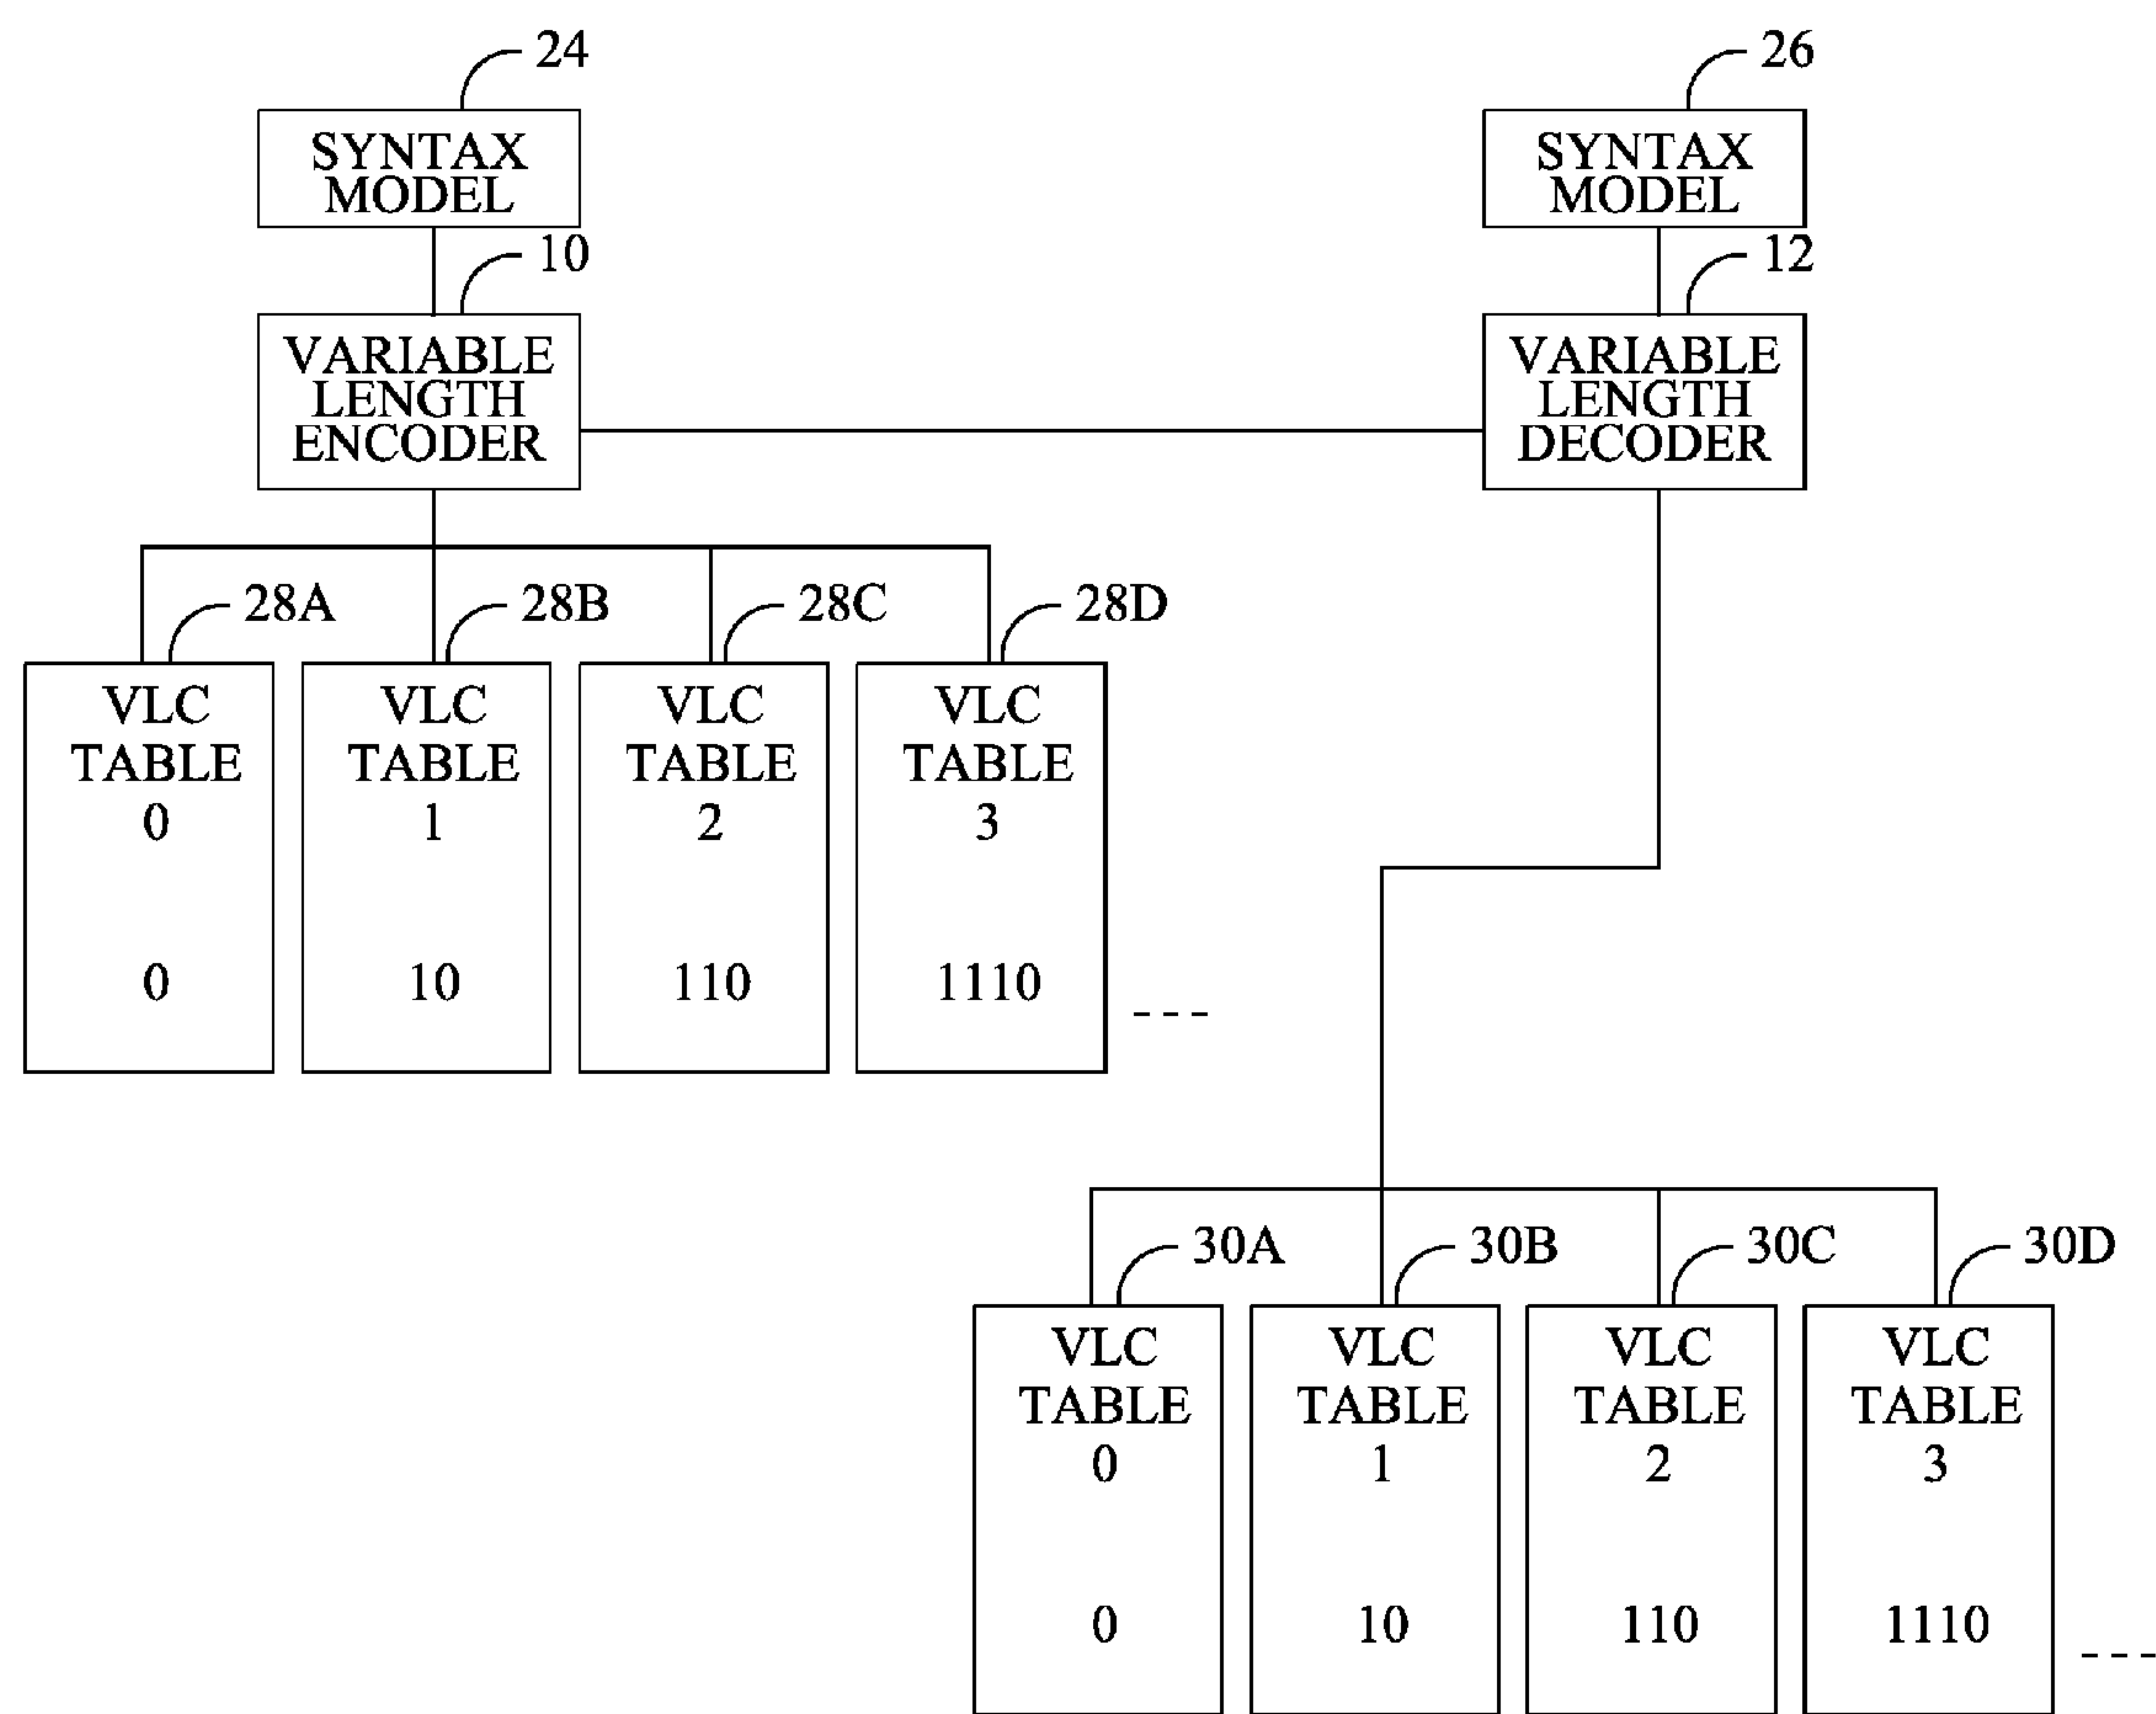 24
26
SYNTAX
MODEL
SYNTAX
MODEL
10
12
VARIABLE
LENGTH
ENCODER
VARIABLE
LENGTH
DECODER
28A
28B
28C
28D
VLC
TABLE
0
0
VLC
TABLE
1
10
VLC
TABLE
2
110
VLC
TABLE
3
1110
---
30A
30B
30C
30D
VLC
TABLE
0
0
VLC
TABLE
1
10
VLC
TABLE
2
110
VLC
TABLE
3
1110
---